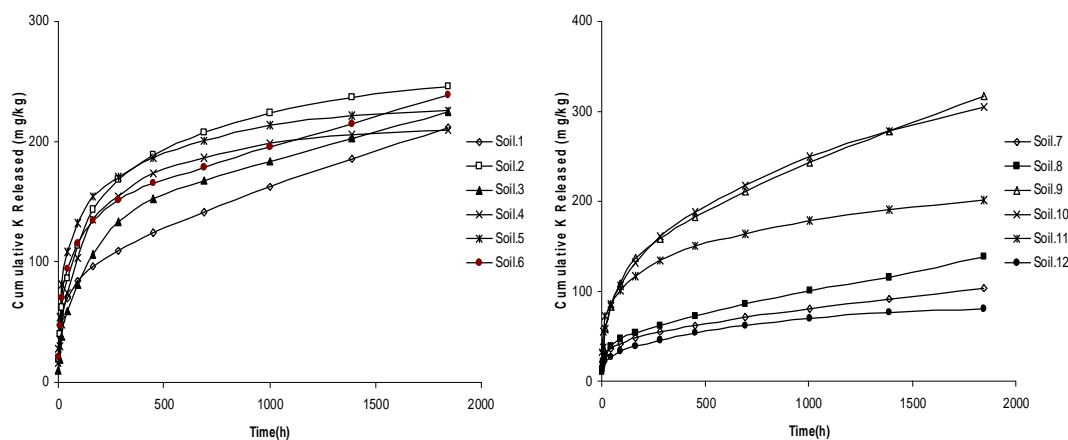 Cumulative K Released (mg/kg)
300
200
100
0
0 500 1000 1500 2000
Time(h)
Soil.1
Soil.2
Soil.3
Soil.4
Soil.5
Soil.6
Cumulative K Released (mg/kg)
400
300
200
100
0
0 500 1000 1500 2000
Time(h)
Soil.7
Soil.8
Soil.9
Soil.10
Soil.11
Soil.12